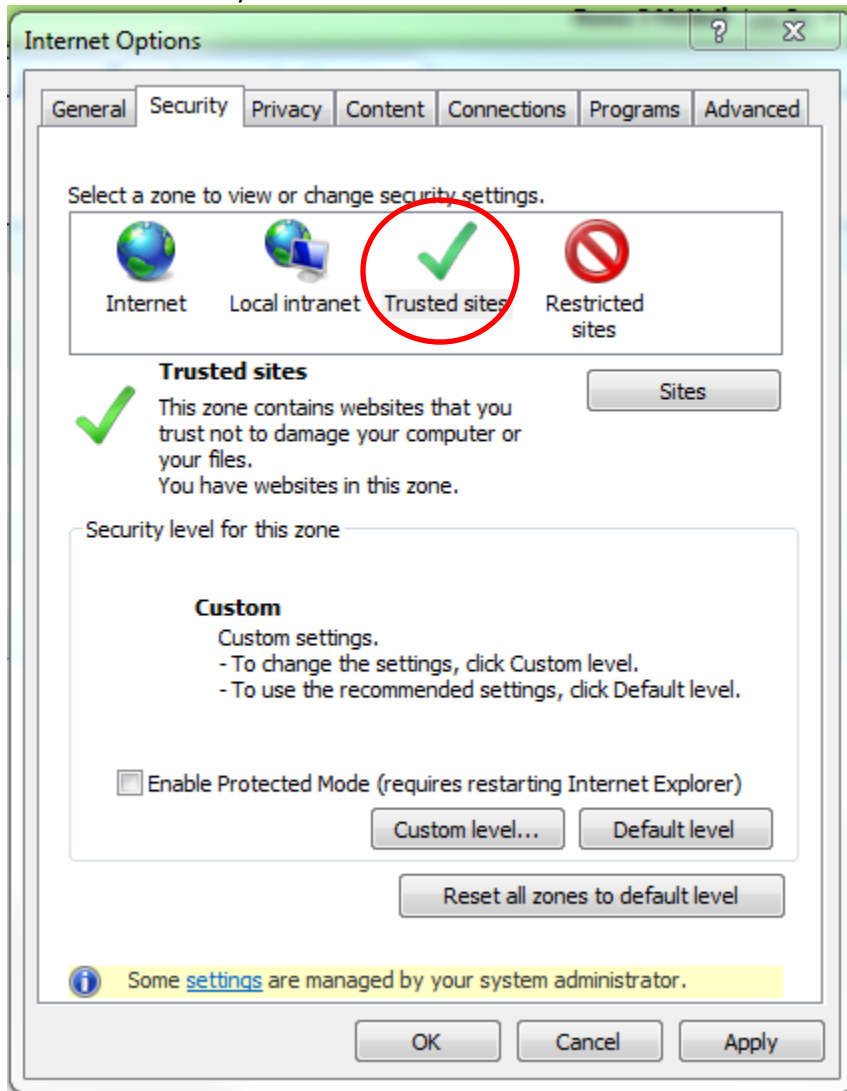 Internet Options
General Security Privacy Content Connections Programs Advanced
Select a zone to view or change security settings.
Internet Local intranet Trusted sites Restricted sites
Trusted sites
Sites
This zone contains websites that you
trust not to damage your computer or
your files.
You have websites in this zone.
Security level for this zone
Custom
Custom settings.
- To change the settings, click Custom level.
- To use the recommended settings, click Default level.
Enable Protected Mode (requires restarting Internet Explorer)
Custom level... Default level
Reset all zones to default level
Some settings are managed by your system administrator.
OK Cancel Apply